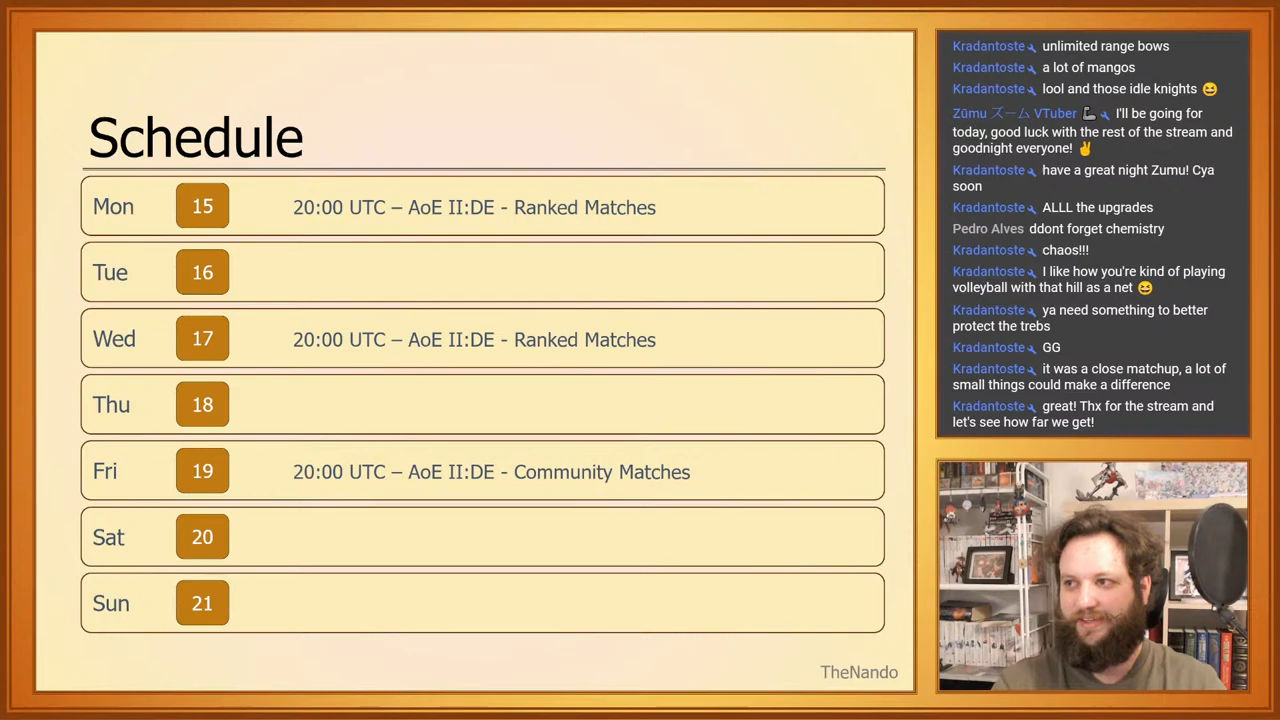 Schedule
Mon 15 20:00 UTC – AoE II:DE - Ranked Matches
Tue 16
Wed 17 20:00 UTC – AoE II:DE - Ranked Matches
Thu 18
Fri 19 20:00 UTC – AoE II:DE - Community Matches
Sat 20
Sun 21
TheNando
Kradantoste unlimited range bows
Kradantoste a lot of mangos
Kradantoste lool and those idle knights 😆
Zūmu ズーム VTuber 🦾 I'll be going for
today, good luck with the rest of the stream and
goodnight everyone! ✌️
Kradantoste have a great night Zumu! Cya
soon
Kradantoste ALLL the upgrades
Pedro Alves ddont forget chemistry
Kradantoste chaos!!!
Kradantoste I like how you're kind of playing
volleyball with that hill as a net 😆
Kradantoste ya need something to better
protect the trebs
Kradantoste GG
Kradantoste it was a close matchup, a lot of
small things could make a difference
Kradantoste great! Thx for the stream and
let's see how far we get!